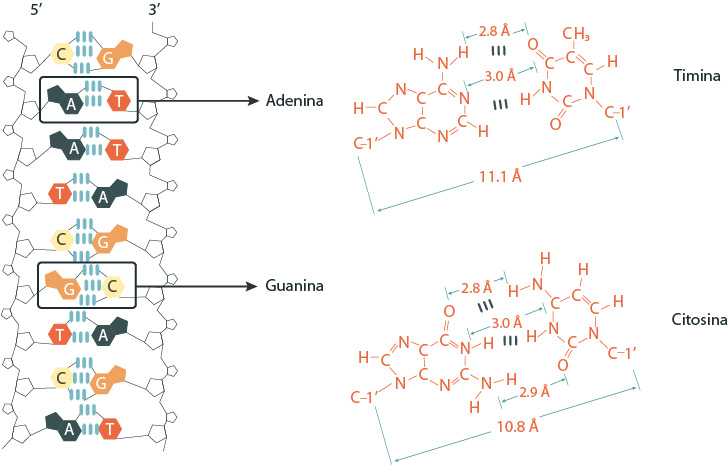 5′ 3′
C G
A T
A T
T A
C G
G C
T A
C G
A T
Adenina
Guanina
2.8 Å
H H CH₃
N O C H
3.0 Å C C
N C N H N
H–C C C N
N C C–H O C–1′
C–1′ N
11.1 Å
Timina
2.8 Å
H H
H–N C
O C C H
3.0 Å
N C N–H H–N N
H–C C C C
N C N–H O C–1′
C–1′ N H
2.9 Å
10.8 Å
Citosina